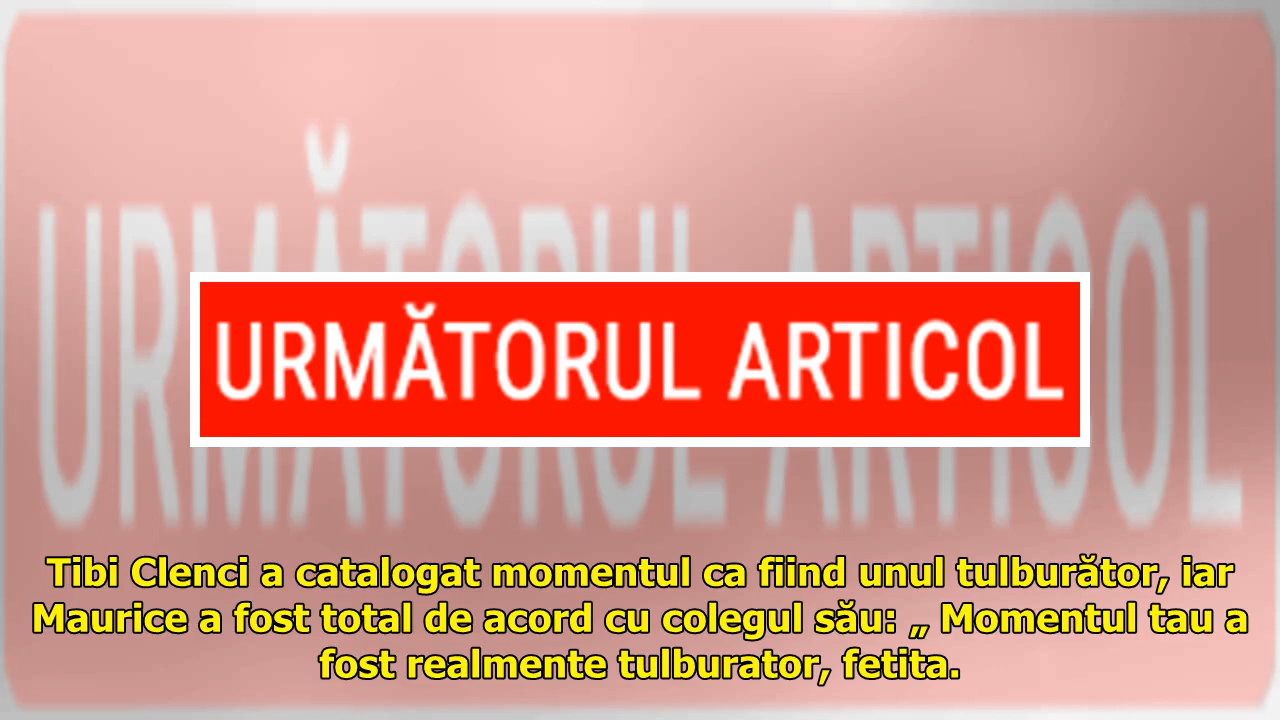 URMĂTORUL ARTICOL
URMĂTORUL ARTICOL
Tibi Clenci a catalogat momentul ca fiind unul tulburător, iar
Maurice a fost total de acord cu colegul său: „ Momentul tau a
fost realmente tulburator, fetita.